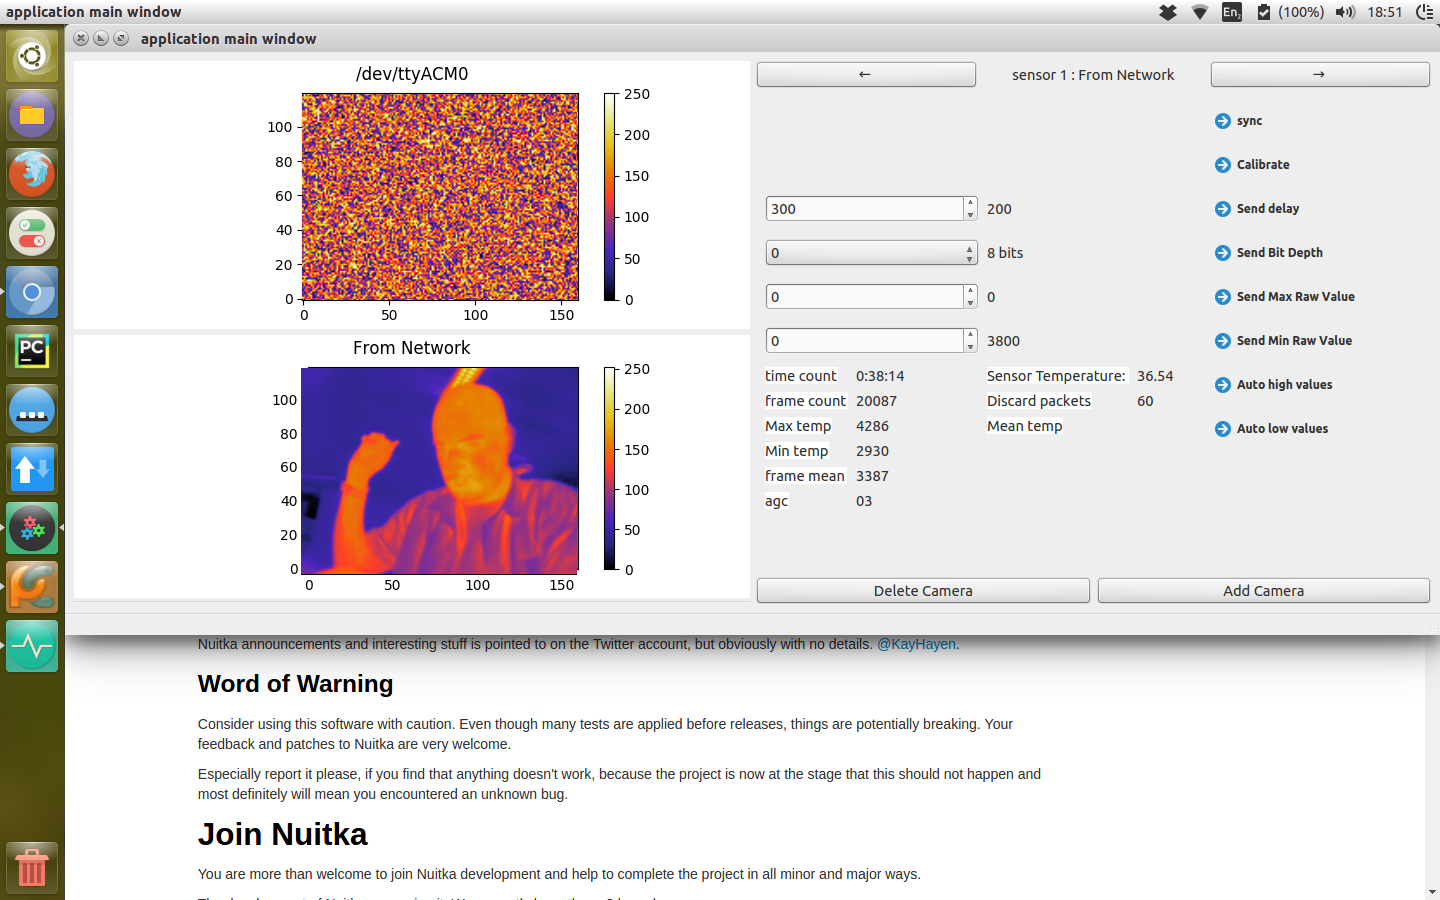 application main window
En2
(100%)
18:51
application main window
/dev/ttyACM0
100
80
60
40
20
0
0 50 100 150
250
200
150
100
50
0
From Network
100
80
60
40
20
0
0 50 100 150
250
200
150
100
50
0
← sensor 1 : From Network →
sync
Calibrate
300 200 Send delay
0 8 bits Send Bit Depth
0 0 Send Max Raw Value
0 3800 Send Min Raw Value
time count 0:38:14 Sensor Temperature: 36.54
Auto high values
frame count 20087 Discard packets 60
Max temp 4286 Mean temp
Auto low values
Min temp 2930
frame mean 3387
agc 03
Delete Camera Add Camera
PC
Nuitka announcements and interesting stuff is pointed to on the Twitter account, but obviously with no details. @KayHayen.
Word of Warning
Consider using this software with caution. Even though many tests are applied before releases, things are potentially breaking. Your
feedback and patches to Nuitka are very welcome.
Especially report it please, if you find that anything doesn't work, because the project is now at the stage that this should not happen and
most definitely will mean you encountered an unknown bug.
Join Nuitka
You are more than welcome to join Nuitka development and help to complete the project in all minor and major ways.